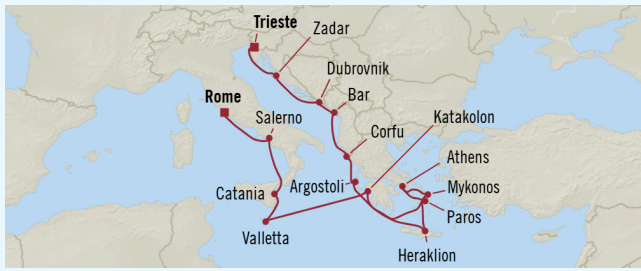 Trieste
Zadar
Dubrovnik
Rome
Bar
Salerno
Katakolon
Corfu
Athens
Catania
Argostoli
Mykonos
Paros
Valletta
Heraklion